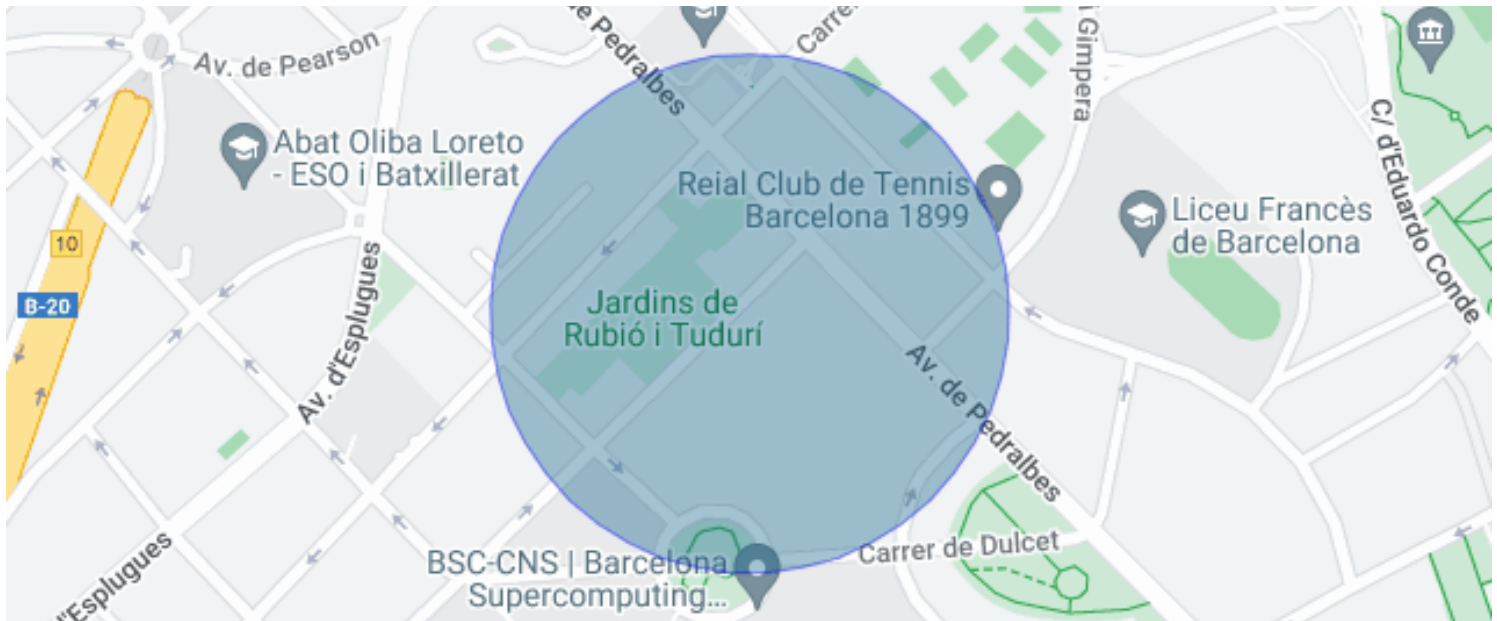 de Pedralbes
Carrer
i Gimpera
Av. de Pearson
Abat Oliba Loreto
- ESO i Batxillerat
Reial Club de Tennis
Barcelona 1899
Liceu Francès
de Barcelona
C/ d'Eduardo Conde
10
B-20
Av. d'Esplugues
Jardins de
Rubió i Tudurí
Av. de Pedralbes
d'Esplugues
BSC-CNS | Barcelona
Supercomputing...
Carrer de Dulcet